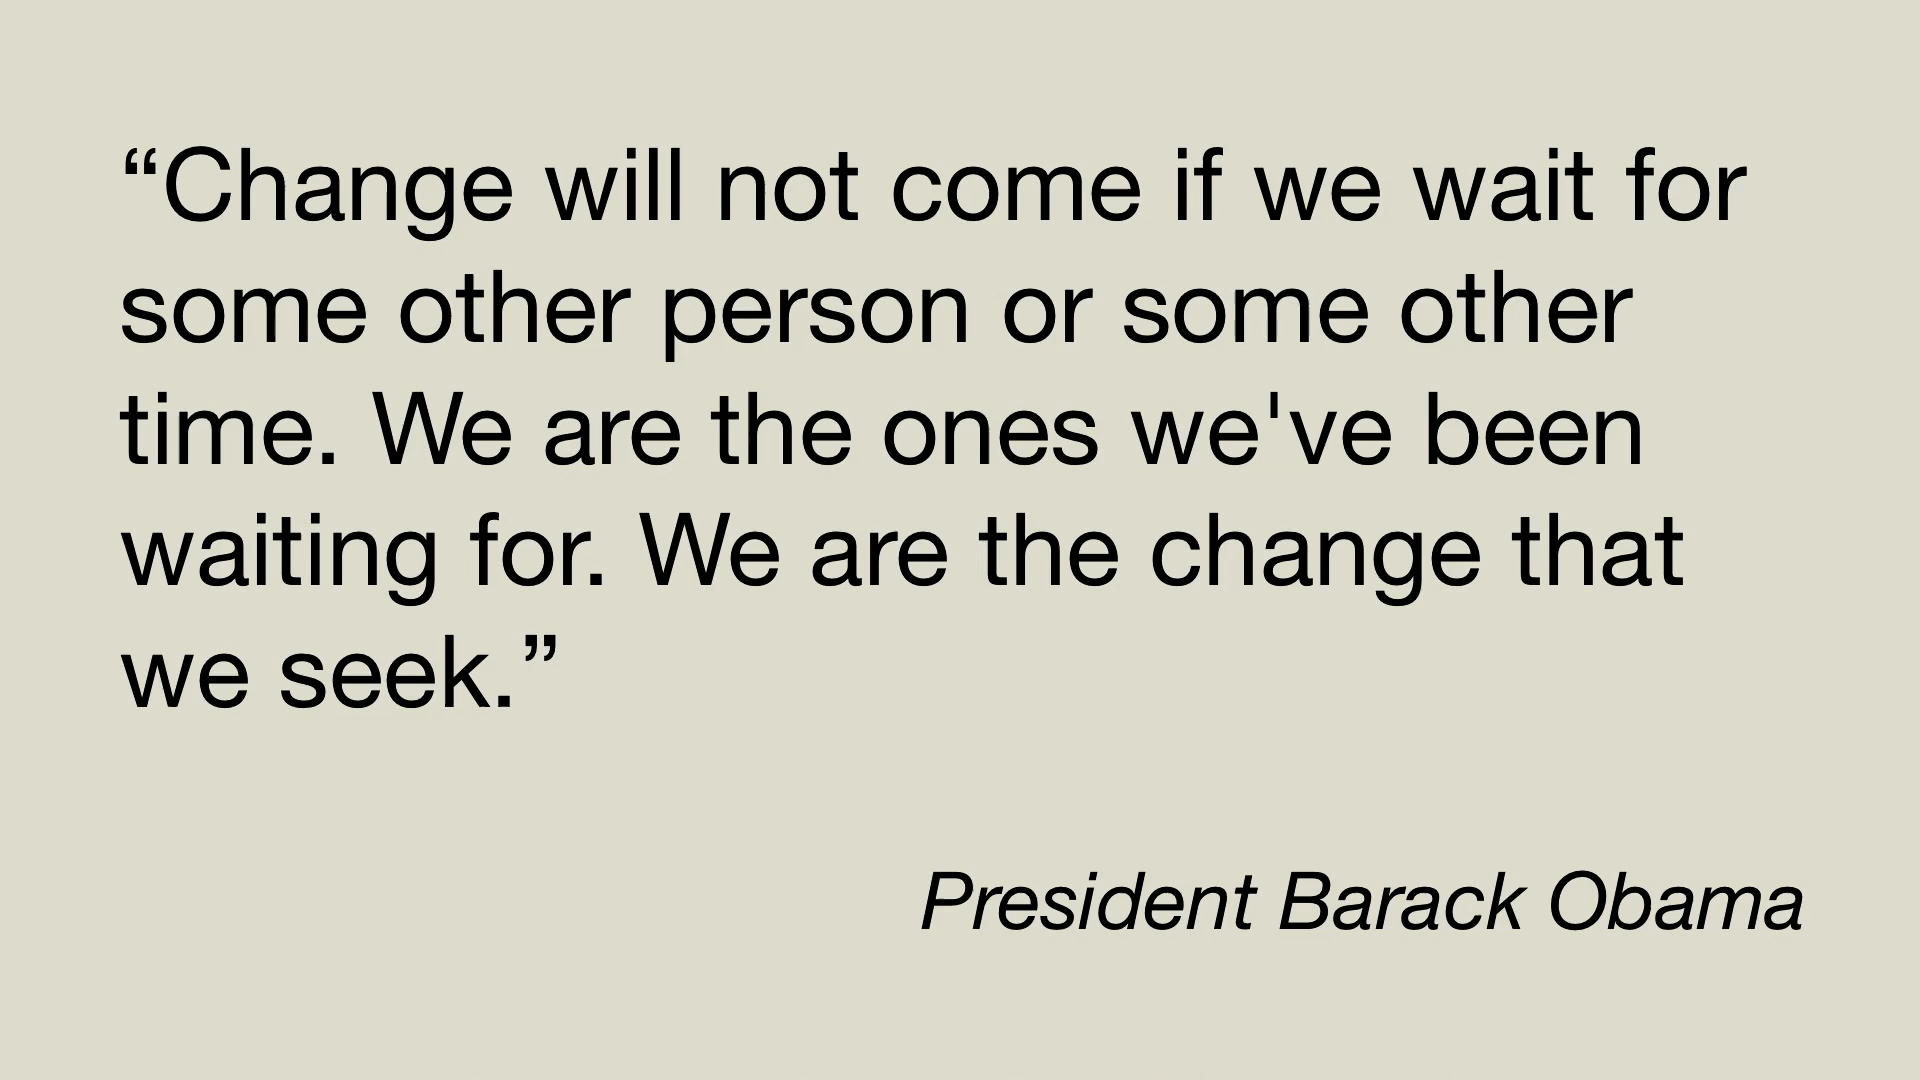 “Change will not come if we wait for
some other person or some other
time. We are the ones we've been
waiting for. We are the change that
we seek.”
President Barack Obama